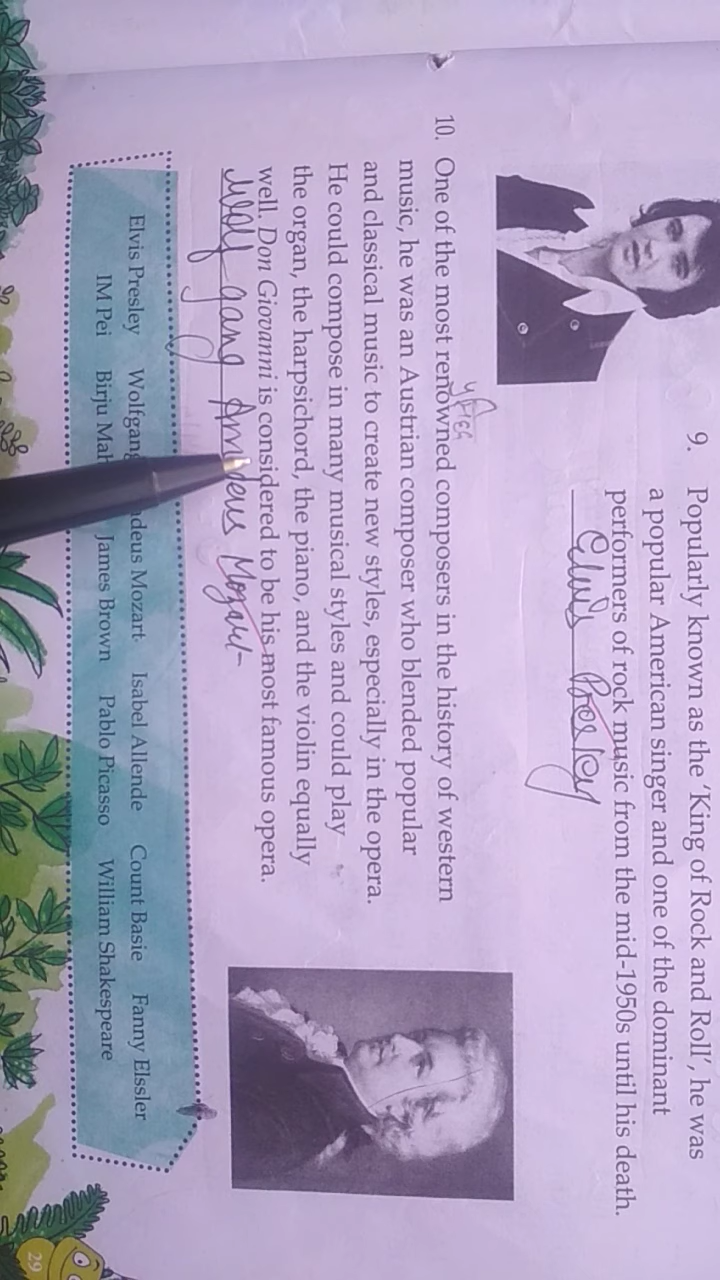 9. Popularly known as the 'King of Rock and Roll', he was
a popular American singer and one of the dominant
performers of rock music from the mid-1950s until his death.
Elvis Presley
10. One of the most renowned composers in the history of western
music, he was an Austrian composer who blended popular
and classical music to create new styles, especially in the opera.
He could compose in many musical styles and could play
the organ, the harpsichord, the piano, and the violin equally
well. Don Giovanni is considered to be his most famous opera.
Wolf gang Amdeus Mozart
Elvis Presley Wolfgang Mozart Isabel Allende Count Basie Fanny Elssler
IM Pei Birju James Brown Pablo Picasso William Shakespeare
29